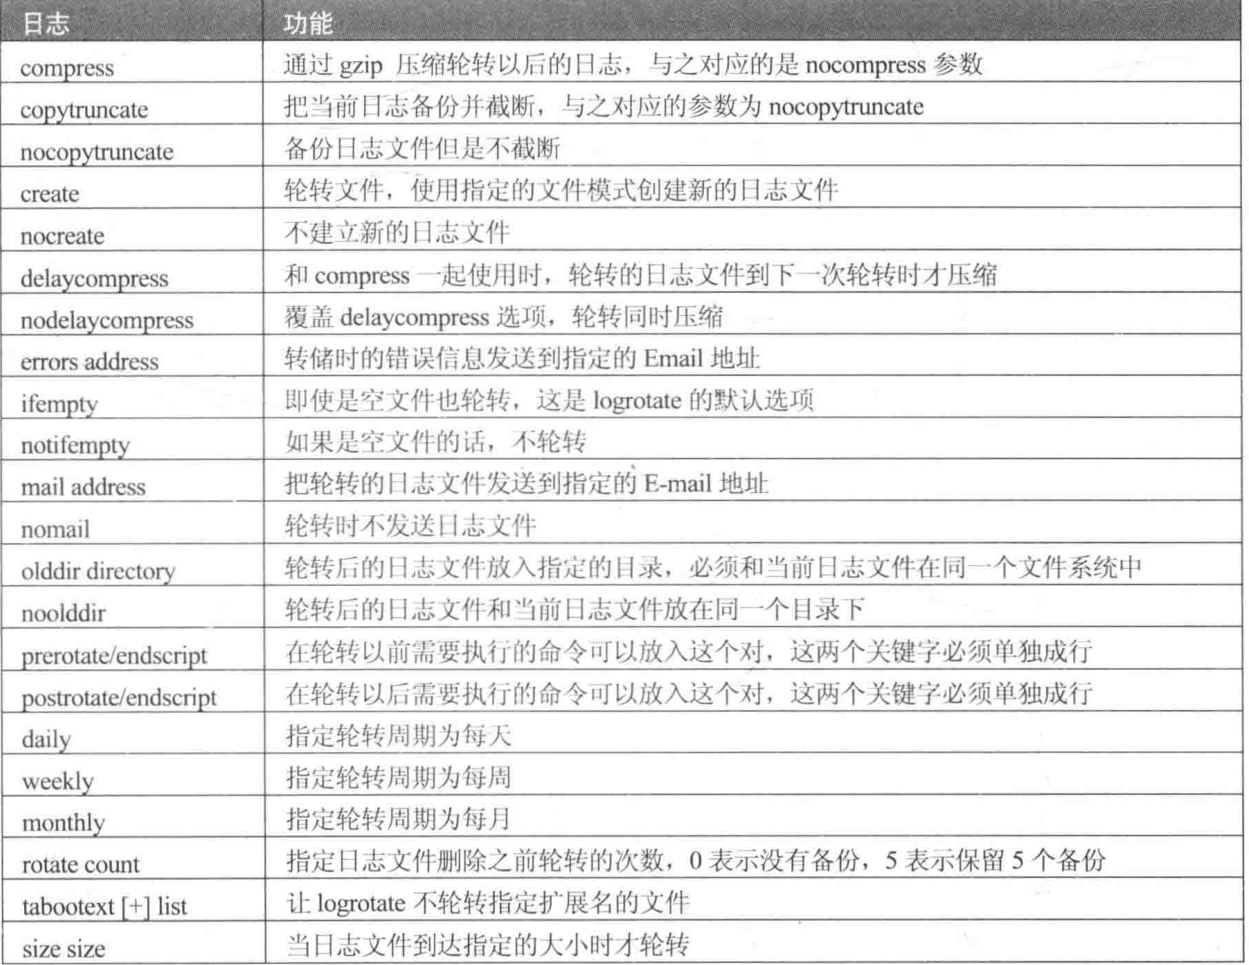 日志 功能
compress 通过 gzip 压缩轮转以后的日志，与之对应的是 nocompress 参数
copytruncate 把当前日志备份并截断，与之对应的参数为 nocopytruncate
nocopytruncate 备份日志文件但是不截断
create 轮转文件，使用指定的文件模式创建新的日志文件
nocreate 不建立新的日志文件
delaycompress 和 compress 一起使用时，轮转的日志文件到下一次轮转时才压缩
nodelaycompress 覆盖 delaycompress 选项，轮转同时压缩
errors address 转储时的错误信息发送到指定的 Email 地址
ifempty 即使是空文件也轮转，这是 logrotate 的默认选项
notifempty 如果是空文件的话，不轮转
mail address 把轮转的日志文件发送到指定的 E-mail 地址
nomail 轮转时不发送日志文件
olddir directory 轮转后的日志文件放入指定的目录，必须和当前日志文件在同一个文件系统中
noolddir 轮转后的日志文件和当前日志文件放在同一个目录下
prerotate/endscript 在轮转以前需要执行的命令可以放入这个对，这两个关键字必须单独成行
postrotate/endscript 在轮转以后需要执行的命令可以放入这个对，这两个关键字必须单独成行
daily 指定轮转周期为每天
weekly 指定轮转周期为每周
monthly 指定轮转周期为每月
rotate count 指定日志文件删除之前轮转的次数，0 表示没有备份，5 表示保留 5 个备份
tabootext [+] list 让 logrotate 不轮转指定扩展名的文件
size size 当日志文件到达指定的大小时才轮转